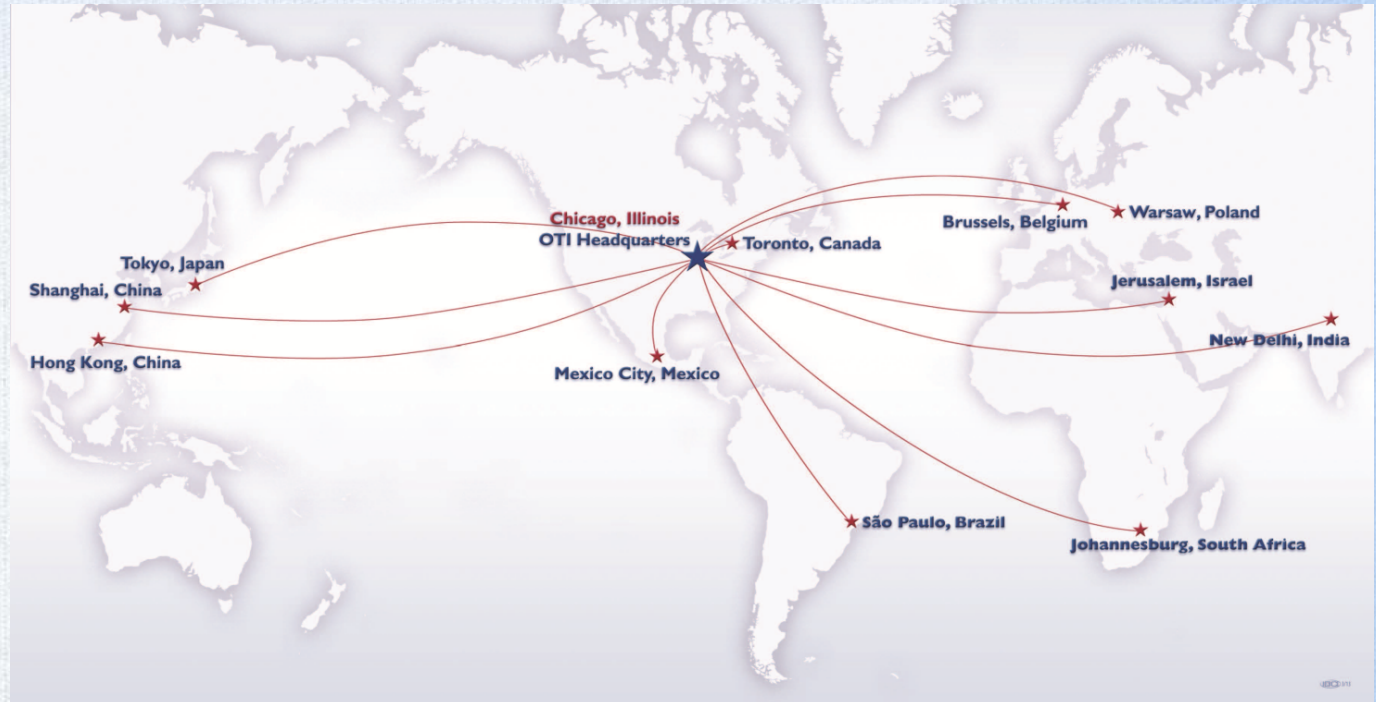 Chicago, Illinois
OTI Headquarters
Toronto, Canada
Brussels, Belgium
Warsaw, Poland
Tokyo, Japan
Shanghai, China
Jerusalem, Israel
Hong Kong, China
New Delhi, India
Mexico City, Mexico
São Paulo, Brazil
Johannesburg, South Africa